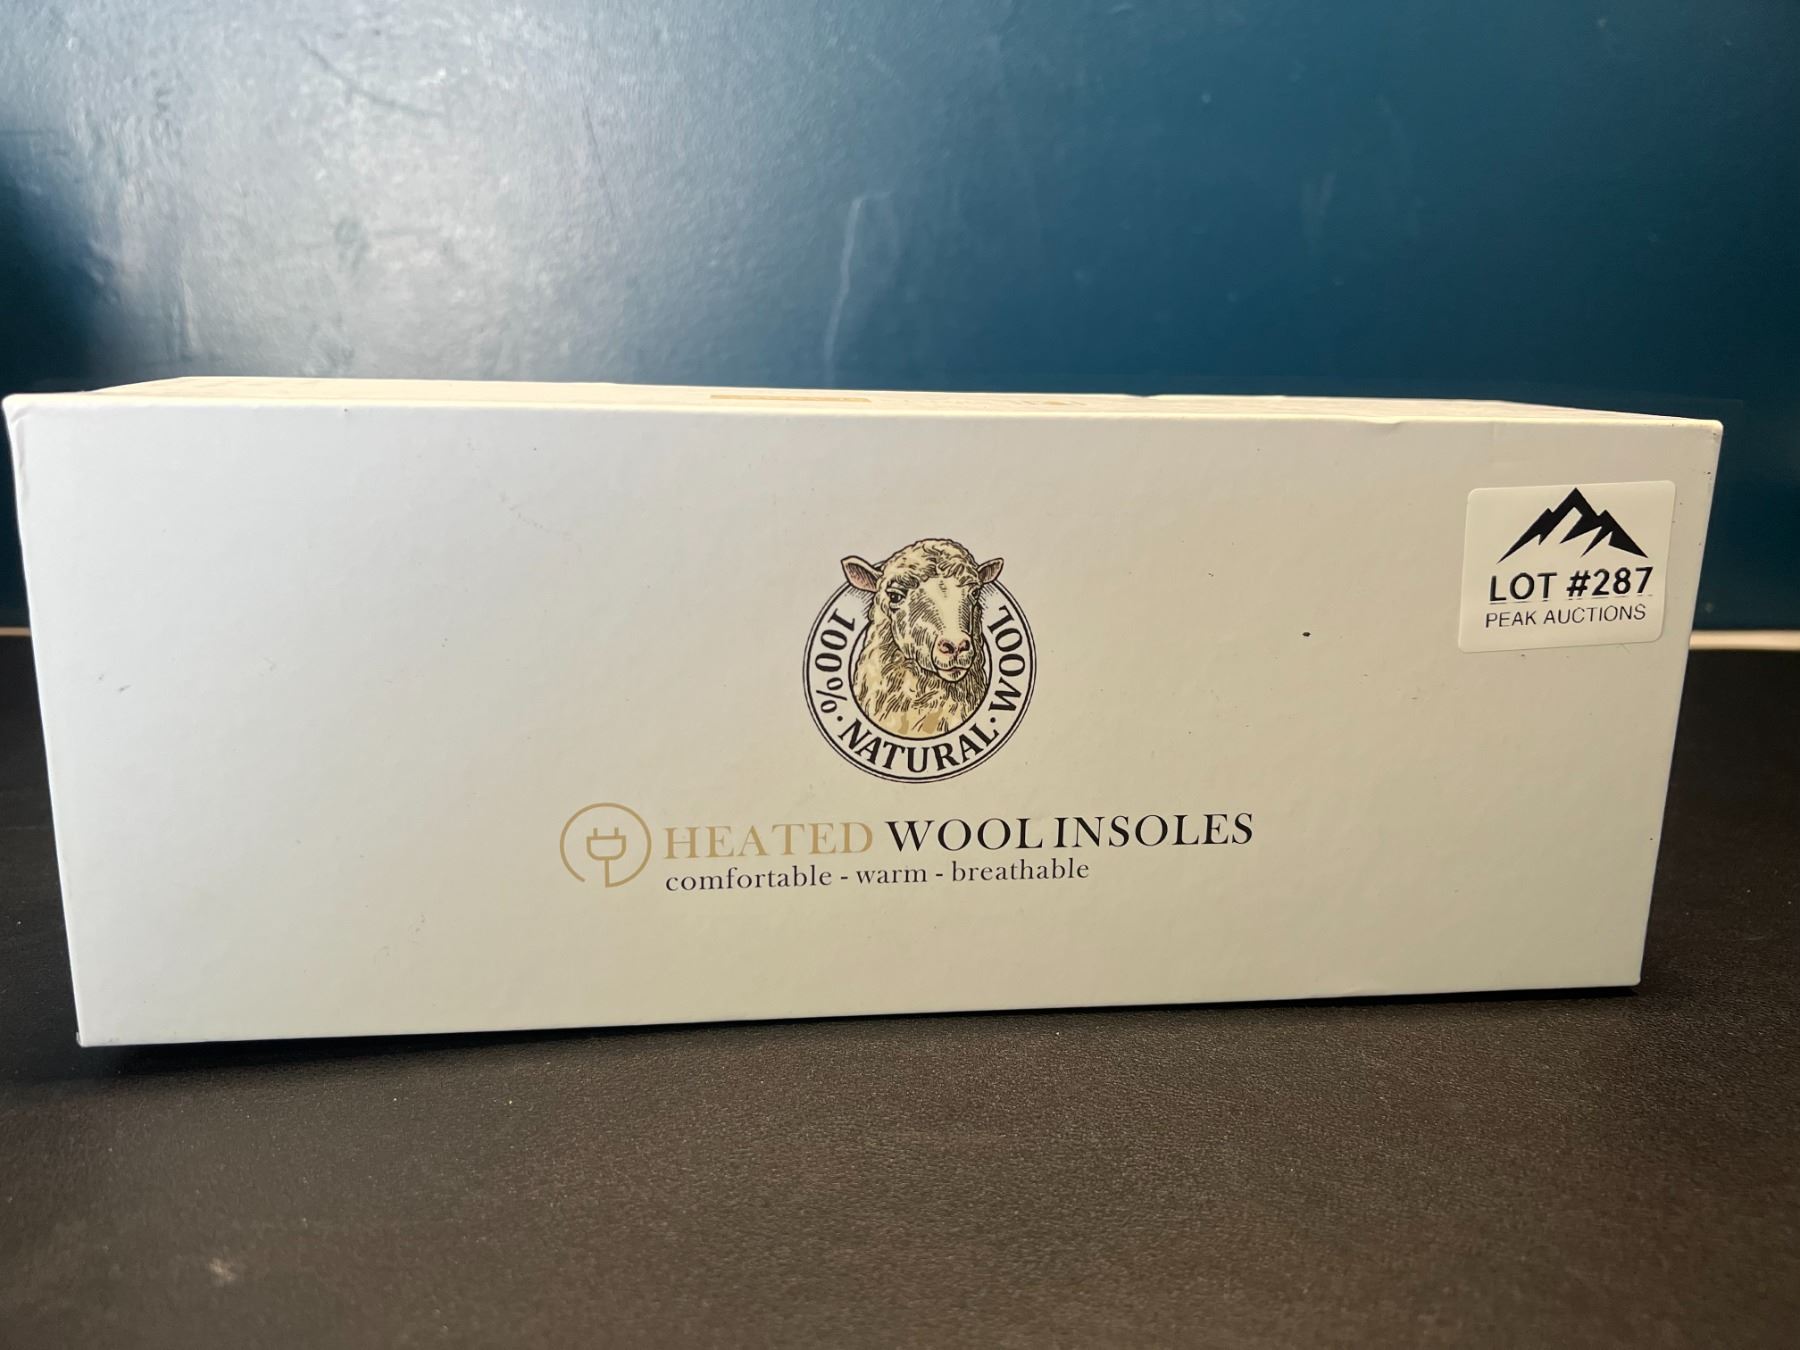 100% · NATURAL · WOOL
HEATED WOOL INSOLES
comfortable - warm - breathable
LOT #287
PEAK AUCTIONS